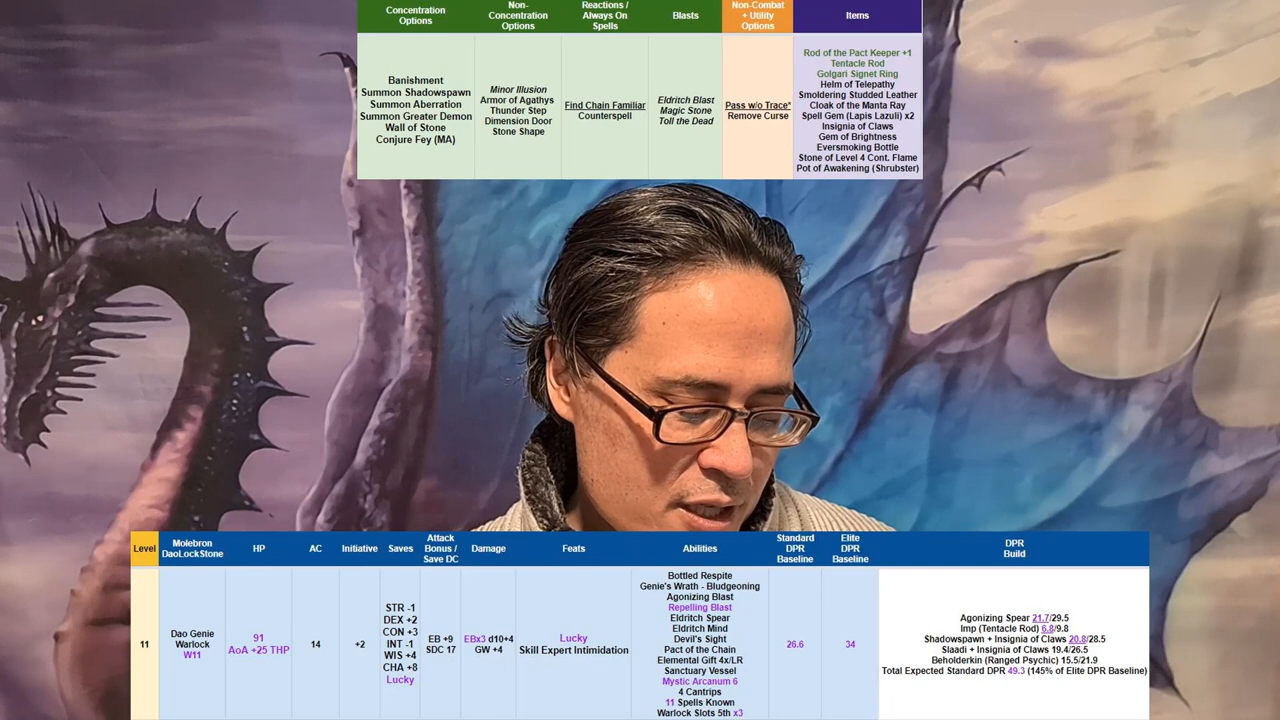 Concentration
Options
Non-
Concentration
Options
Reactions /
Always On
Spells
Blasts
Non-Combat
+ Utility
Options
Items
Banishment
Summon Shadowspawn
Summon Aberration
Summon Greater Demon
Wall of Stone
Conjure Fey (MA)
Minor Illusion
Armor of Agathys
Thunder Step
Dimension Door
Stone Shape
Find Chain Familiar
Counterspell
Eldritch Blast
Magic Stone
Toll the Dead
Pass w/o Trace*
Remove Curse
Rod of the Pact Keeper +1
Tentacle Rod
Golgari Signet Ring
Helm of Telepathy
Smoldering Studded Leather
Cloak of the Manta Ray
Spell Gem (Lapis Lazuli) x2
Insignia of Claws
Gem of Brightness
Eversmoking Bottle
Stone of Level 4 Cont. Flame
Pot of Awakening (Shrubster)
Level
Molebron
DaoLockStone
HP
AC
Initiative
Saves
Attack
Bonus /
Save DC
Damage
Feats
Abilities
Standard
DPR
Baseline
Elite
DPR
Baseline
DPR
Build
11
Dao Genie
Warlock
W11
91
AoA +25 THP
14
+2
STR -1
DEX +2
CON +3
INT -1
WIS +4
CHA +8
Lucky
EB +9
SDC 17
EBx3 d10+4
GW +4
Lucky
Skill Expert Intimidation
Bottled Respite
Genie's Wrath - Bludgeoning
Agonizing Blast
Repelling Blast
Eldritch Spear
Eldritch Mind
Devil's Sight
Pact of the Chain
Elemental Gift 4x/LR
Sanctuary Vessel
Mystic Arcanum 6
4 Cantrips
11 Spells Known
Warlock Slots 5th x3
26.6
34
Agonizing Spear 21.7/29.5
Imp (Tentacle Rod) 6.8/9.8
Shadowspawn + Insignia of Claws 20.8/28.5
Slaadi + Insignia of Claws 19.4/26.5
Beholderkin (Ranged Psychic) 15.5/21.9
Total Expected Standard DPR 49.3 (145% of Elite DPR Baseline)